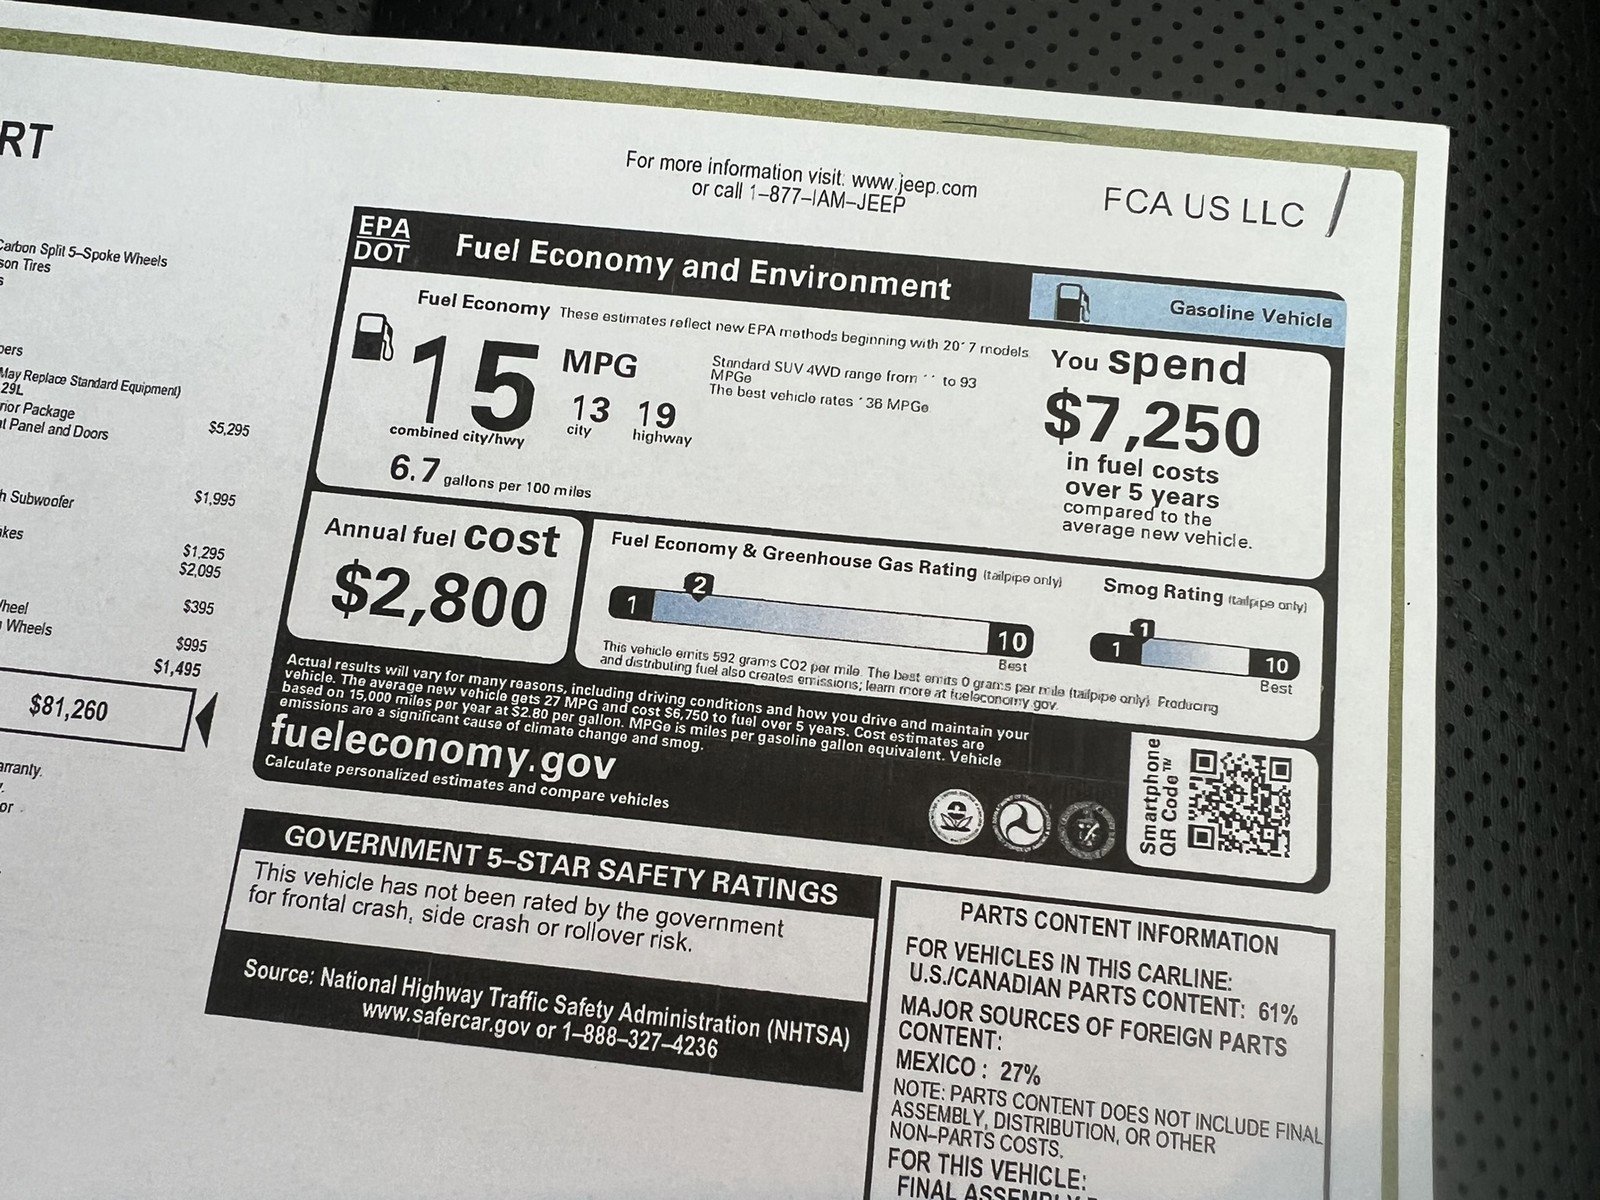 RT
For more information visit: www.jeep.com
or call 1-877-IAM-JEEP
FCA US LLC
Carbon Split 5-Spoke Wheels
son Tires
s
pers
May Replace Standard Equipment)
29L
rior Package
Panel and Doors $5,295
h Subwoofer $1,995
kes
$1,295
$2,095
heel $395
Wheels
$995
$1,495
$81,260
arranty.
or
EPA
DOT
Fuel Economy and Environment
Gasoline Vehicle
Fuel Economy These estimates reflect new EPA methods beginning with 2017 models.
15
MPG
13 19
city highway
combined city/hwy
6.7 gallons per 100 miles
Standard SUV 4WD range from to 93
MPGe
The best vehicle rates 136 MPGe
You spend
$7,250
in fuel costs
over 5 years
compared to the
average new vehicle.
Annual fuel cost
$2,800
Fuel Economy & Greenhouse Gas Rating (tailpipe only)
2
1
10
Best
Smog Rating (tailpipe only)
1
1
10
Best
This vehicle emits 592 grams CO2 per mile. The best emits 0 grams per mile (tailpipe only). Producing
and distributing fuel also creates emissions; learn more at fueleconomy.gov.
Actual results will vary for many reasons, including driving conditions and how you drive and maintain your
vehicle. The average new vehicle gets 27 MPG and cost $6,750 to fuel over 5 years. Cost estimates are
based on 15,000 miles per year at $2.80 per gallon. MPGe is miles per gasoline gallon equivalent. Vehicle
emissions are a significant cause of climate change and smog.
fueleconomy.gov
Calculate personalized estimates and compare vehicles
Smartphone
QR Code™
GOVERNMENT 5-STAR SAFETY RATINGS
This vehicle has not been rated by the government
for frontal crash, side crash or rollover risk.
Source: National Highway Traffic Safety Administration (NHTSA)
www.safercar.gov or 1-888-327-4236
PARTS CONTENT INFORMATION
FOR VEHICLES IN THIS CARLINE:
U.S./CANADIAN PARTS CONTENT: 61%
MAJOR SOURCES OF FOREIGN PARTS
CONTENT:
MEXICO : 27%
NOTE: PARTS CONTENT DOES NOT INCLUDE FINAL
ASSEMBLY, DISTRIBUTION, OR OTHER
NON-PARTS COSTS.
FOR THIS VEHICLE:
FINAL ASSEMBLY